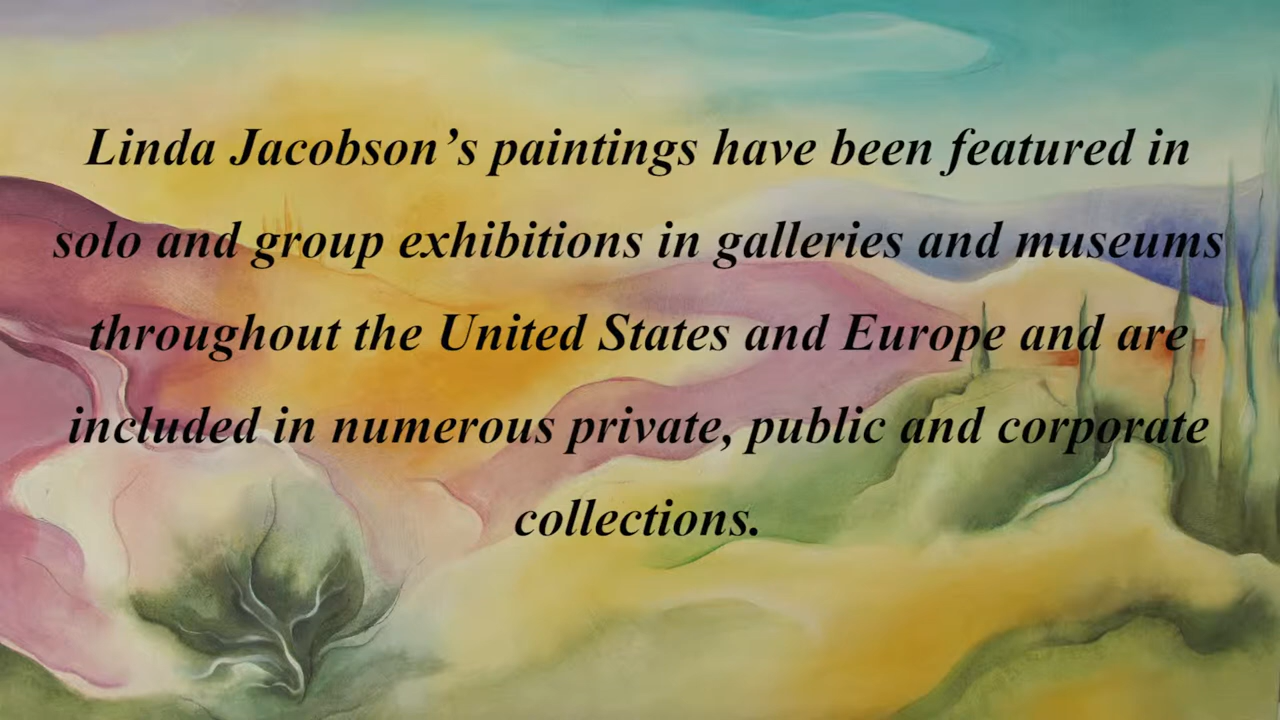 Linda Jacobson’s paintings have been featured in
solo and group exhibitions in galleries and museums
throughout the United States and Europe and are
included in numerous private, public and corporate
collections.